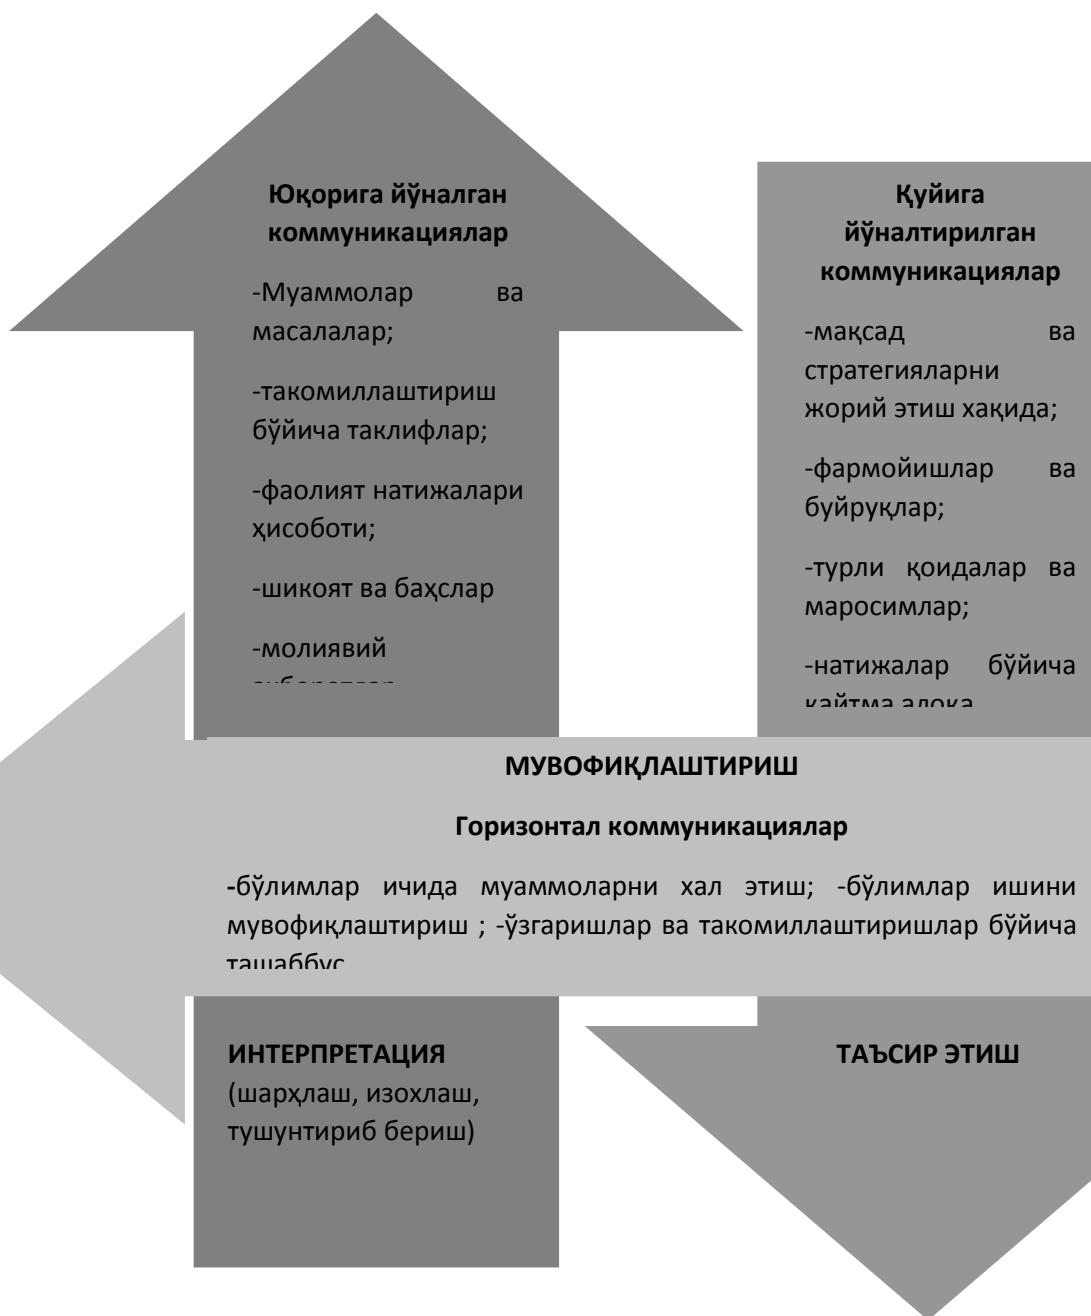 Юқорига йўналган
коммуникациялар
-Муаммолар ва
масалалар;
-такомиллаштириш
бўйича таклифлар;
-фаолият натижалари
ҳисоботи;
-шикоят ва баҳслар
-молиявий
Қуйига
йўналтирилган
коммуникациялар
-мақсад ва
стратегияларни
жорий этиш хақида;
-фармойишлар ва
буйруқлар;
-турли қоидалар ва
маросимлар;
-натижалар бўйича
МУВОФИҚЛАШТИРИШ
Горизонтал коммуникациялар
-бўлимлар ичида муаммоларни хал этиш; -бўлимлар ишини
мувофиқлаштириш ; -ўзгаришлар ва такомиллаштиришлар бўйича
ташаббус
ИНТЕРПРЕТАЦИЯ
(шарҳлаш, изохлаш,
тушунтириб бериш)
ТАЪСИР ЭТИШ